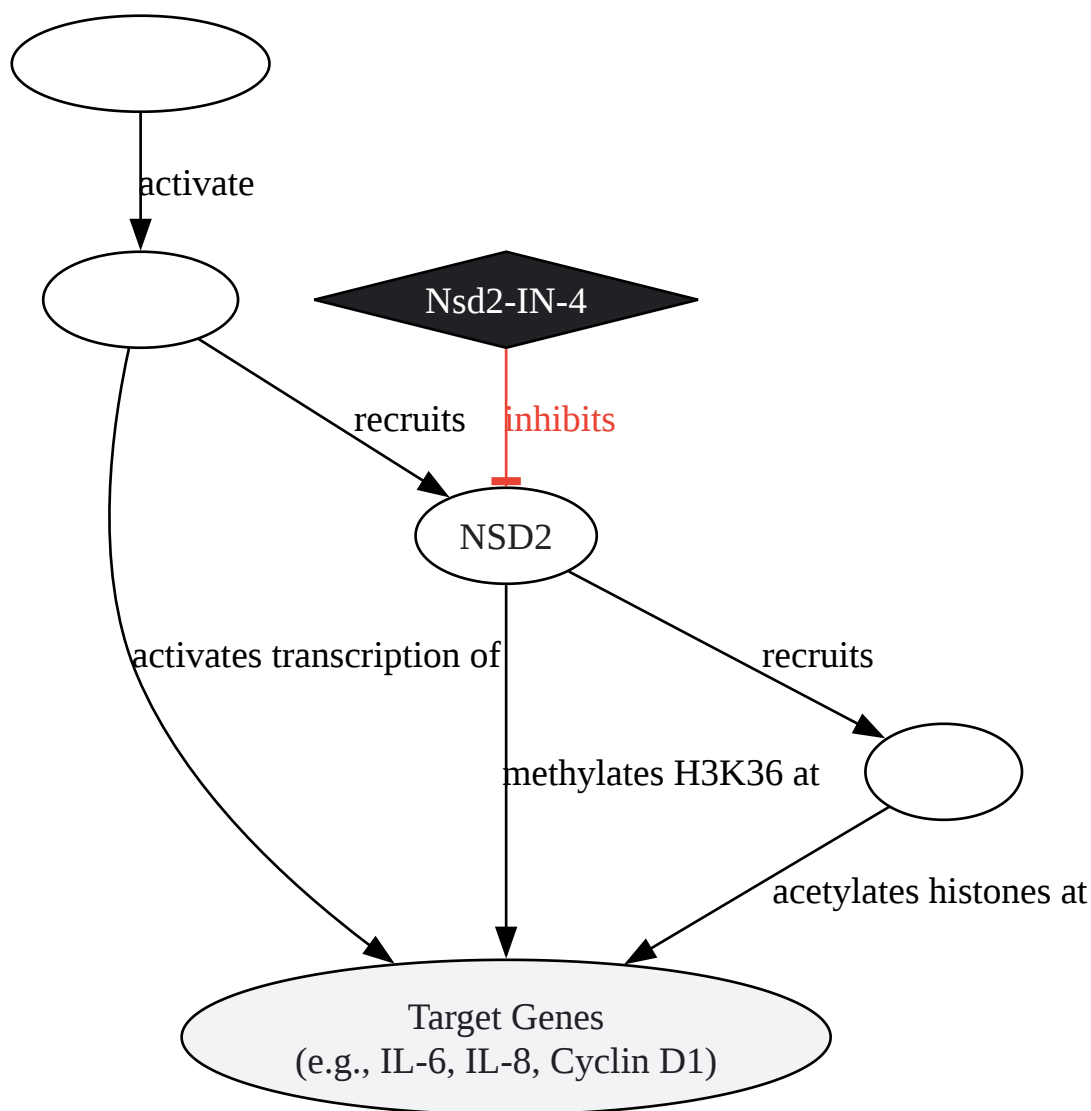 activate
Nsd2-IN-4
recruits
inhibits
NSD2
activates transcription of
recruits
methylates H3K36 at
acetylates histones at
Target Genes
(e.g., IL-6, IL-8, Cyclin D1)